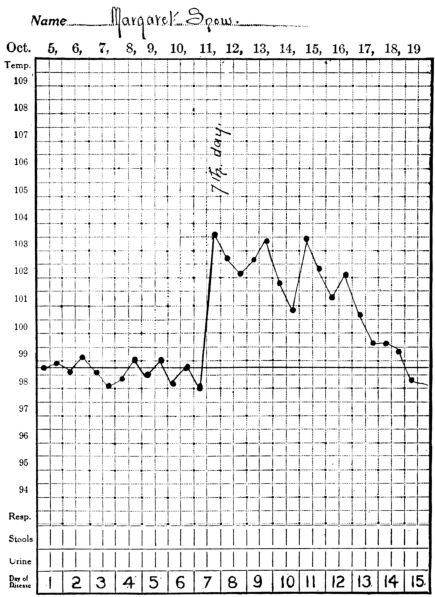 Name Margaret
Oct. 5, 6, 7, 8, 9, 10, 11, 12, 13, 14, 15, 16, 17, 18, 19
Temp.
109
108
107
7th. day.
106
105
104
103
102
101
100
99
98
97
96
95
94
Resp.
Stools
Urine
Day of Disease 1 2 3 4 5 6 7 8 9 10 11 12 13 14 15